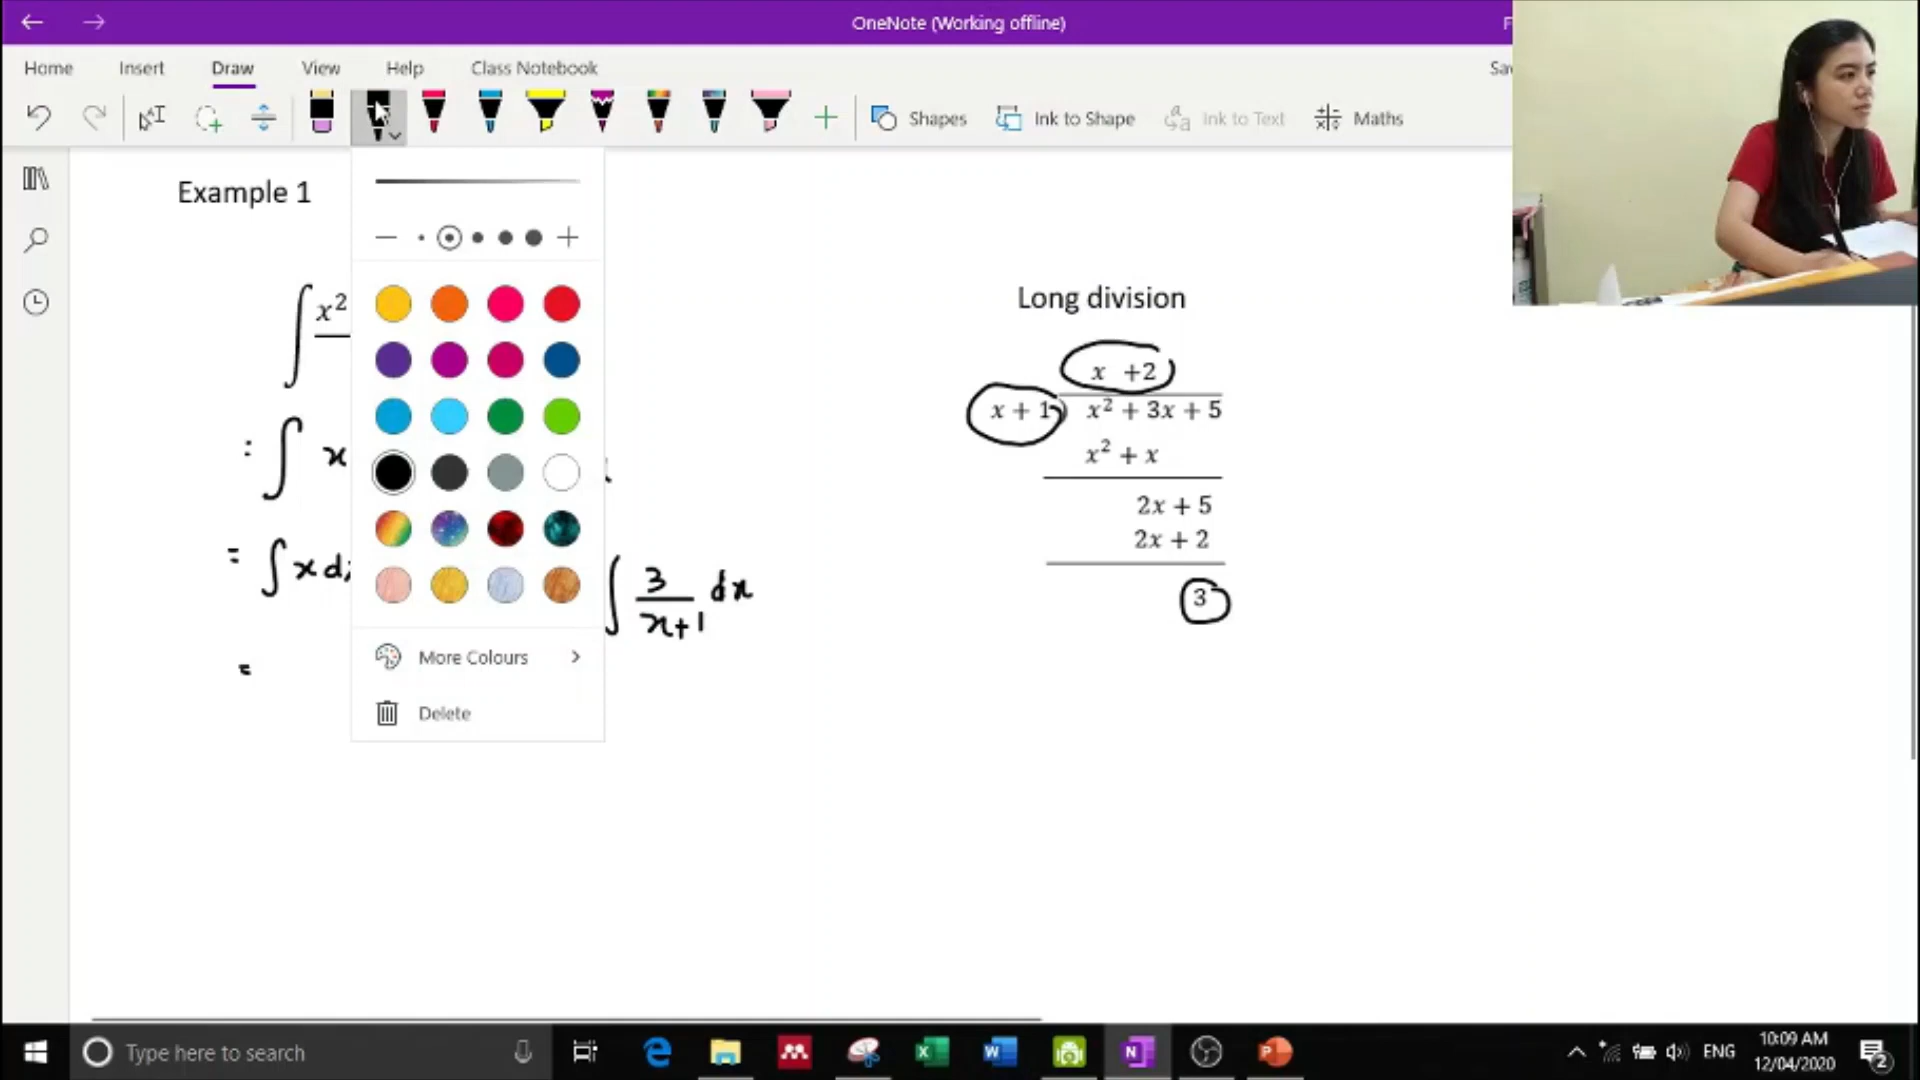 OneNote (Working offline)
Home Insert Draw View Help Class Notebook
Shapes Ink to Shape Ink to Text Maths
Example 1
∫ x²
= ∫ x
= ∫ x d
∫ 3/(x+1) dx
=
More Colours
Delete
Long division
x +2
x + 1 x² + 3x + 5
x² + x
2x + 5
2x + 2
3
Type here to search
ENG
10:09 AM
12/04/2020
2